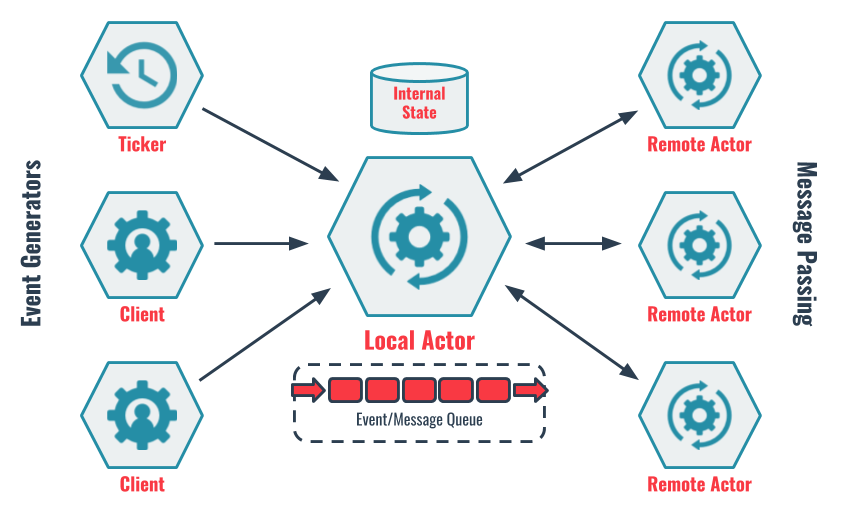 Event Generators
Ticker
Client
Client
Internal
State
Local Actor
Event/Message Queue
Remote Actor
Remote Actor
Remote Actor
Message Passing